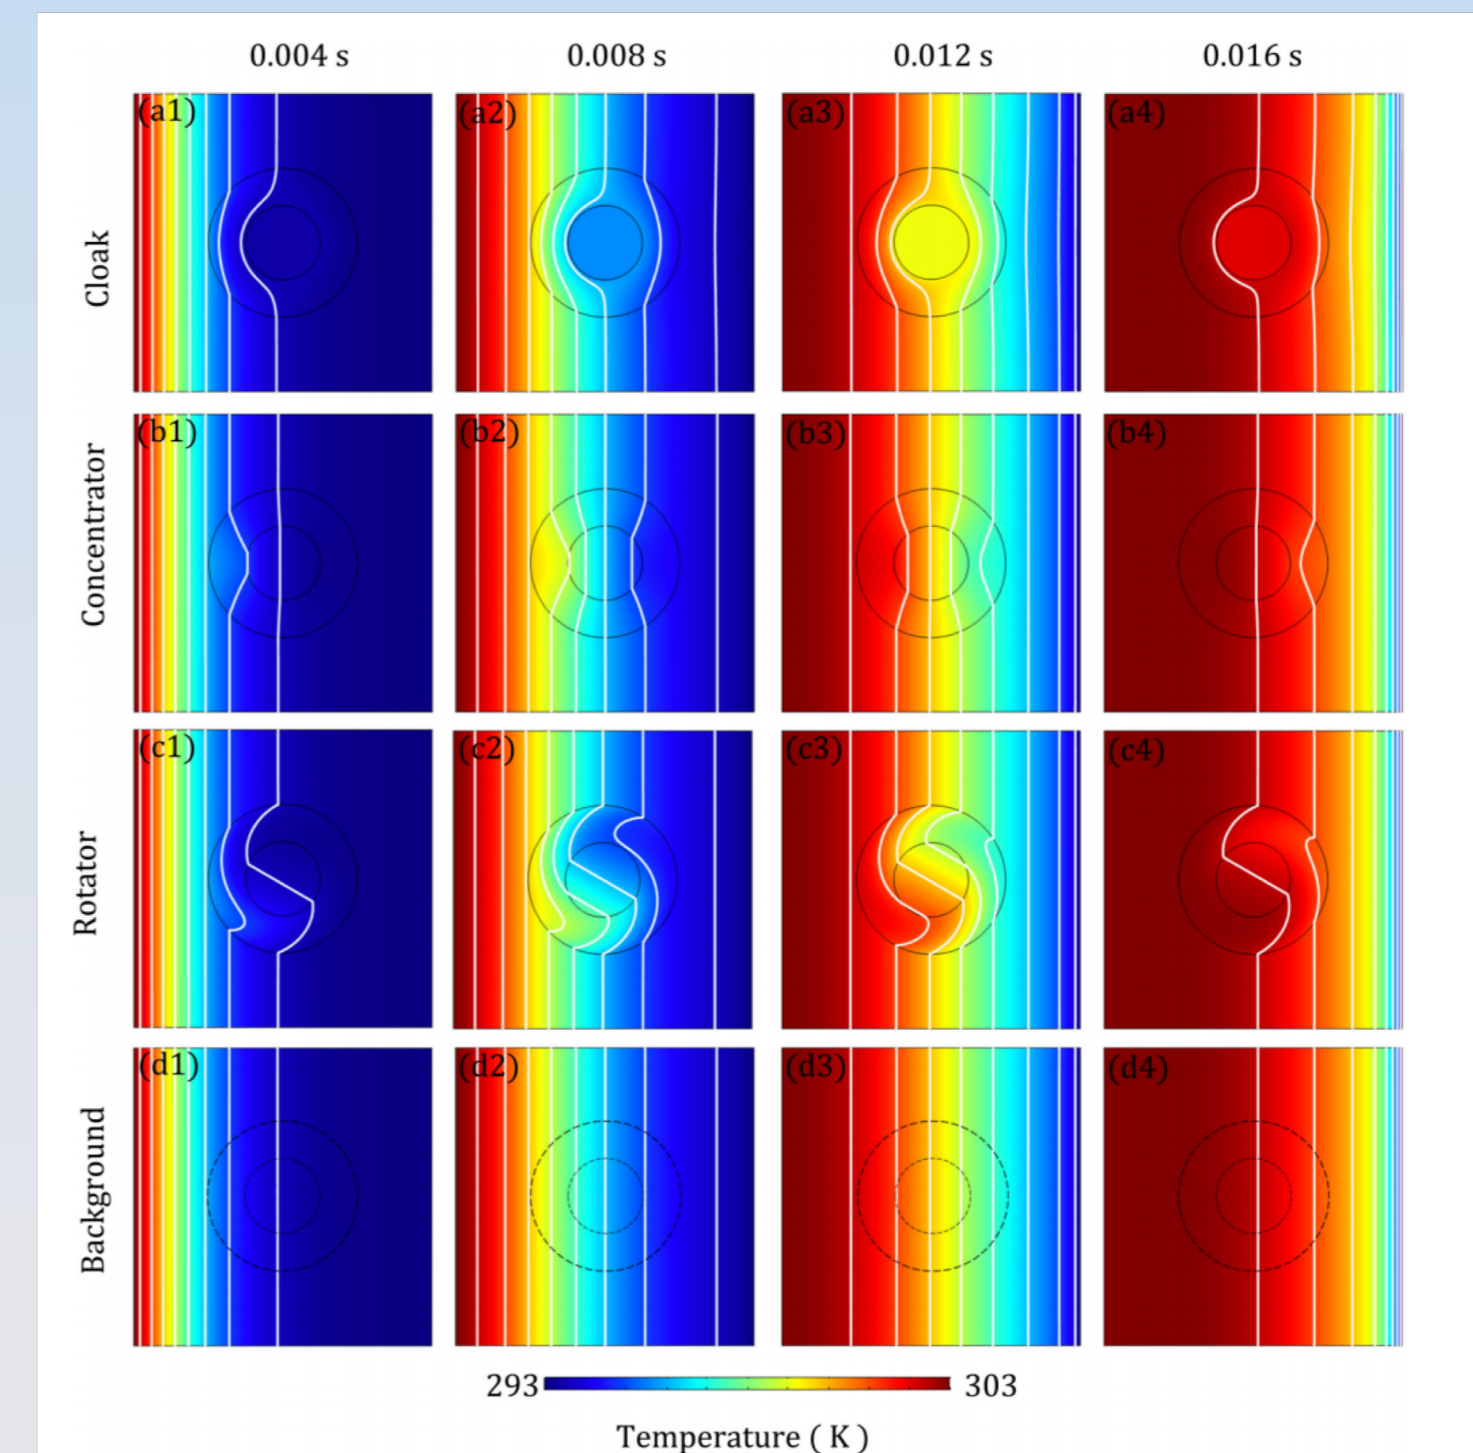 0.004 s 0.008 s 0.012 s 0.016 s
(a1) (a2) (a3) (a4)
Cloak
(b1) (b2) (b3) (b4)
Concentrator
(c1) (c2) (c3) (c4)
Rotator
(d1) (d2) (d3) (d4)
Background
293 303
Temperature ( K )